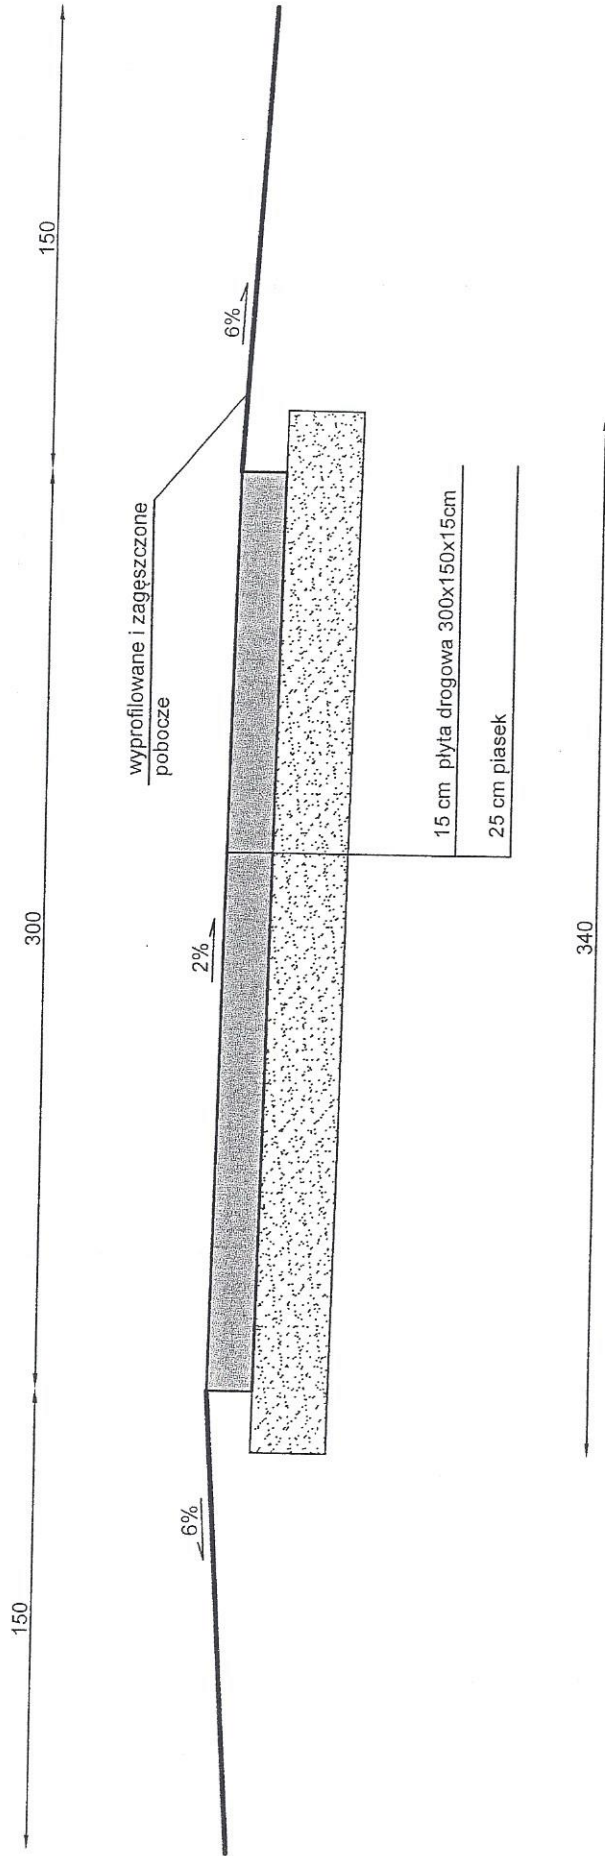 150
300
150
6%
2%
6%
wyprofilowane i zagęszczone
pobocze
15 cm płyta drogowa 300x150x15cm
25 cm piasek
340